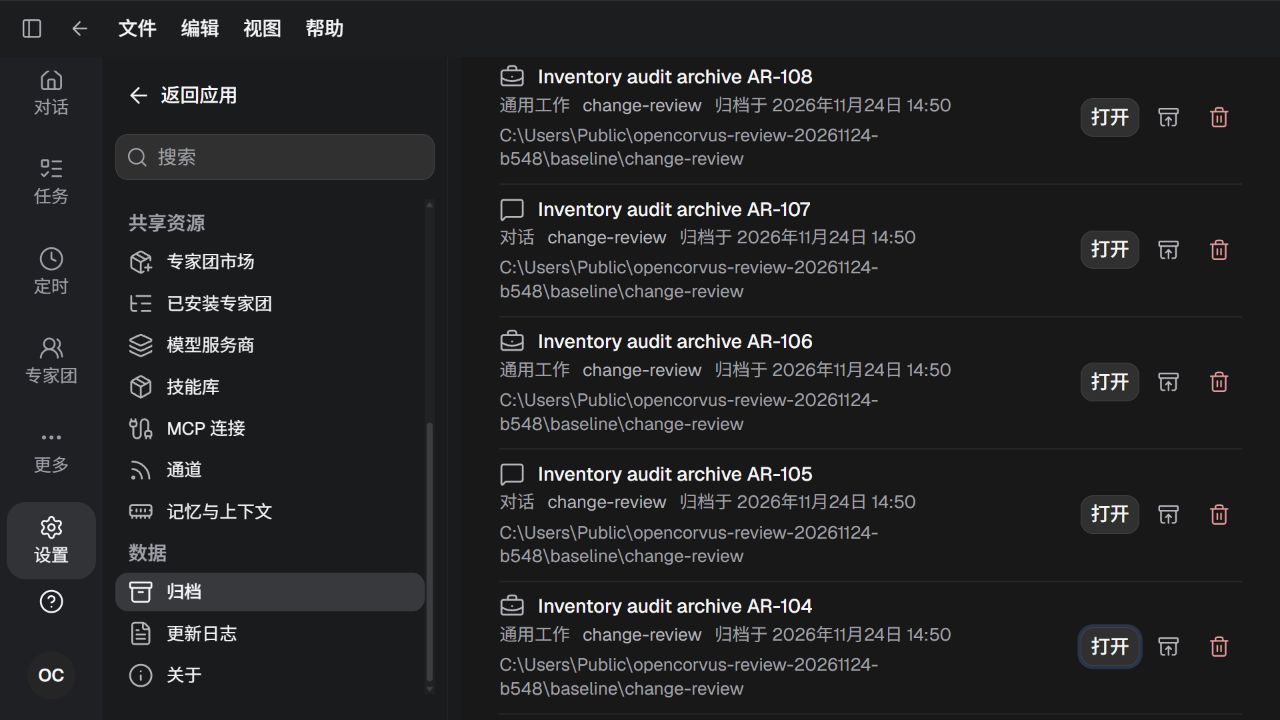 文件 编辑 视图 帮助
对话
任务
定时
专家团
更多
设置
OC
返回应用
搜索
共享资源
专家团市场
已安装专家团
模型服务商
技能库
MCP 连接
通道
记忆与上下文
数据
归档
更新日志
关于
Inventory audit archive AR-108
通用工作 change-review 归档于 2026年11月24日 14:50
C:\Users\Public\opencorvus-review-20261124-
b548\baseline\change-review
打开
Inventory audit archive AR-107
对话 change-review 归档于 2026年11月24日 14:50
C:\Users\Public\opencorvus-review-20261124-
b548\baseline\change-review
打开
Inventory audit archive AR-106
通用工作 change-review 归档于 2026年11月24日 14:50
C:\Users\Public\opencorvus-review-20261124-
b548\baseline\change-review
打开
Inventory audit archive AR-105
对话 change-review 归档于 2026年11月24日 14:50
C:\Users\Public\opencorvus-review-20261124-
b548\baseline\change-review
打开
Inventory audit archive AR-104
通用工作 change-review 归档于 2026年11月24日 14:50
C:\Users\Public\opencorvus-review-20261124-
b548\baseline\change-review
打开